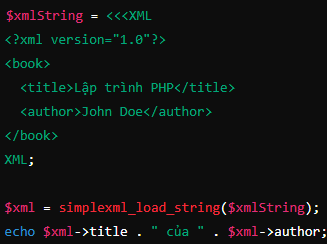 $xmlString = <<<XML
<?xml version="1.0"?>
<book>
  <title>Lập trình PHP</title>
  <author>John Doe</author>
</book>
XML;

$xml = simplexml_load_string($xmlString);
echo $xml->title . " của " . $xml->author;